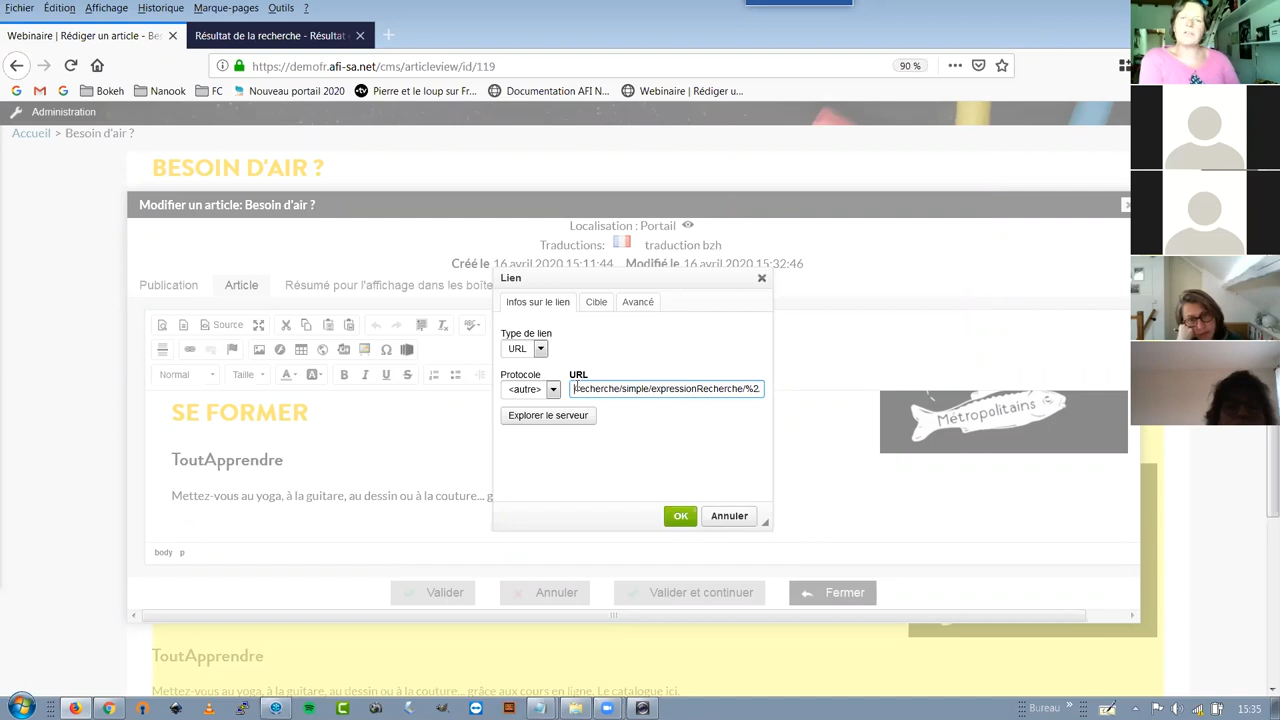 Fichier Édition Affichage Historique Marque-pages Outils ?
Webinaire | Rédiger un article - Be
Résultat de la recherche - Résultat
https://demofr.afi-sa.net/cms/articleview/id/119
90 %
Bokeh
Nanook
FC
Nouveau portail 2020
Pierre et le loup sur F...
Documentation AFI N...
Webinaire | Rédiger u...
Administration
Accueil > Besoin d'air ?
BESOIN D'AIR ?
Modifier un article: Besoin d'air ?
Localisation : Portail
Traductions: traduction bzh
Créé le 16 avril 2020 15:11:44 Modifié le 16 avril 2020 15:32:46
Publication Article Résumé pour l'affichage dans les boîte
Source
Normal Taille
Lien
Infos sur le lien Cible Avancé
Type de lien
URL
Protocole URL
<autre> recherche/simple/expressionRecherche/%2
Explorer le serveur
OK Annuler
SE FORMER
Métropolitains
ToutApprendre
Mettez-vous au yoga, à la guitare, au dessin ou à la couture... g
body p
Valider Annuler Valider et continuer Fermer
ToutApprendre
Mettez-vous au yoga, à la guitare, au dessin ou à la couture... grâce aux cours en ligne. Le catalogue ici.
Bureau 15:35